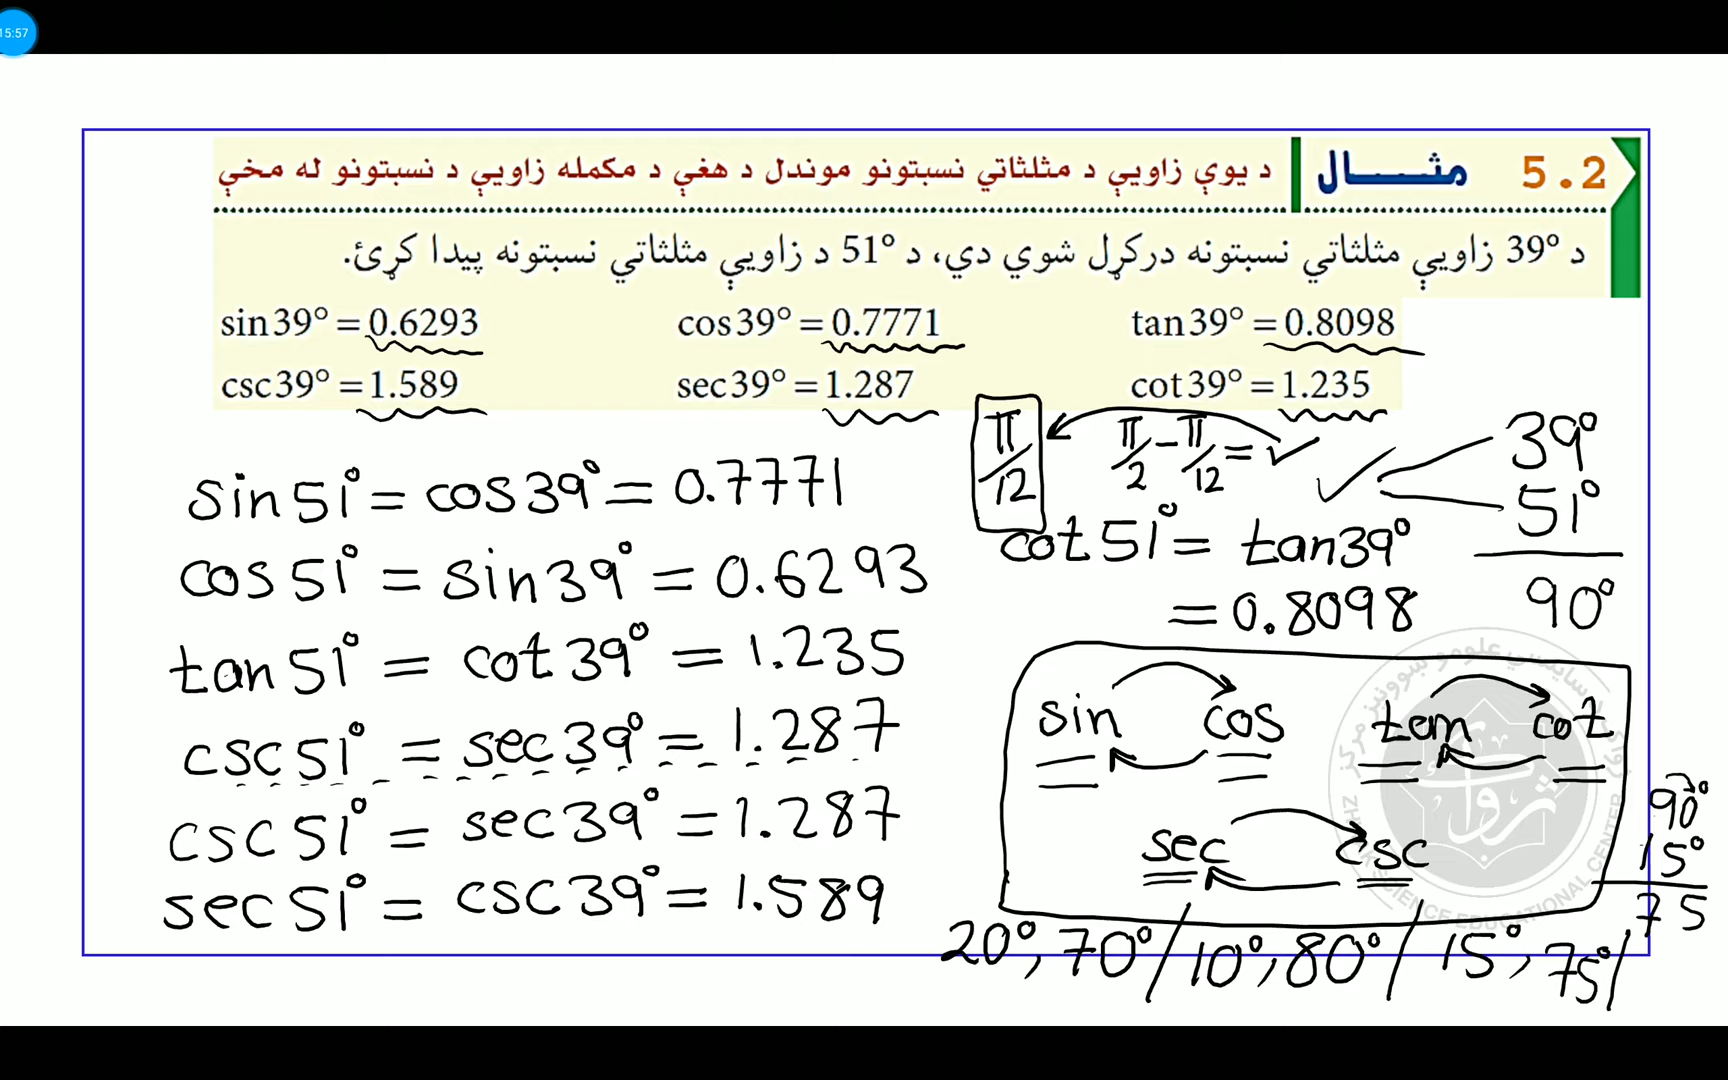 15:57
5.2 مثــــال د يوې زاويې د مثلثاتي نسبتونو موندل د هغې د مکمله زاويې د نسبتونو له مخې
د 39° زاويې مثلثاتي نسبتونه درکړل شوي دي، د 51° د زاويې مثلثاتي نسبتونه پيدا کړئ.
sin39° = 0.6293 cos39° = 0.7771 tan39° = 0.8098
csc39° = 1.589 sec39° = 1.287 cot39° = 1.235
sin51° = cos39° = 0.7771
cos51° = sin39° = 0.6293
tan51° = cot39° = 1.235
csc51° = sec39° = 1.287
csc51° = sec39° = 1.287
sec51° = csc39° = 1.589
π/12 π/2 − π/12 = ✓
39°
51°
90°
cot51° = tan39°
= 0.8098
sin cos tan cot
sec csc
90°
15°
75
20°, 70° / 10°, 80° / 15°, 75° /